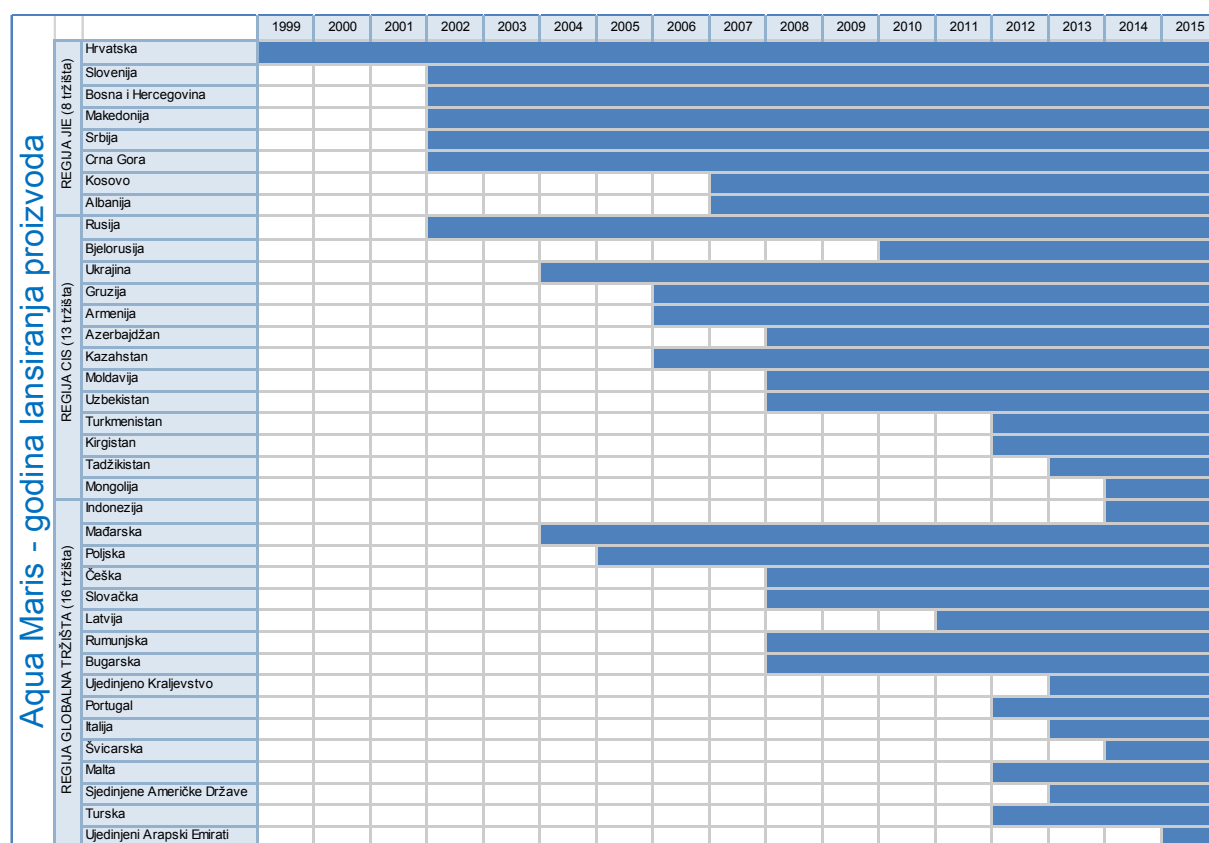 1999 2000 2001 2002 2003 2004 2005 2006 2007 2008 2009 2010 2011 2012 2013 2014 2015
Aqua Maris - godina lansiranja proizvoda
REGIJA JIE (8 tržišta)
Hrvatska
Slovenija
Bosna i Hercegovina
Makedonija
Srbija
Crna Gora
Kosovo
Albanija
REGIJA CIS (13 tržišta)
Rusija
Bjelorusija
Ukrajina
Gruzija
Armenija
Azerbajdžan
Kazahstan
Moldavija
Uzbekistan
Turkmenistan
Kirgistan
Tadžikistan
Mongolija
REGIJA GLOBALNA TRŽIŠTA (16 tržišta)
Indonezija
Mađarska
Poljska
Češka
Slovačka
Latvija
Rumunjska
Bugarska
Ujedinjeno Kraljevstvo
Portugal
Italija
Švicarska
Malta
Sjedinjene Američke Države
Turska
Ujedinjeni Arapski Emirati